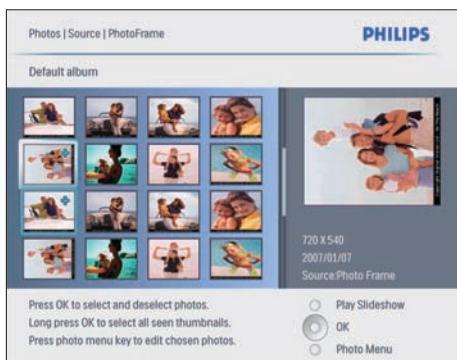 Photos | Source | PhotoFrame
PHILIPS
Default album
720 X 540
2007/01/07
Source:Photo Frame
Press OK to select and deselect photos.
Long press OK to select all seen thumbnails.
Press photo menu key to edit chosen photos.
Play Slideshow
OK
Photo Menu